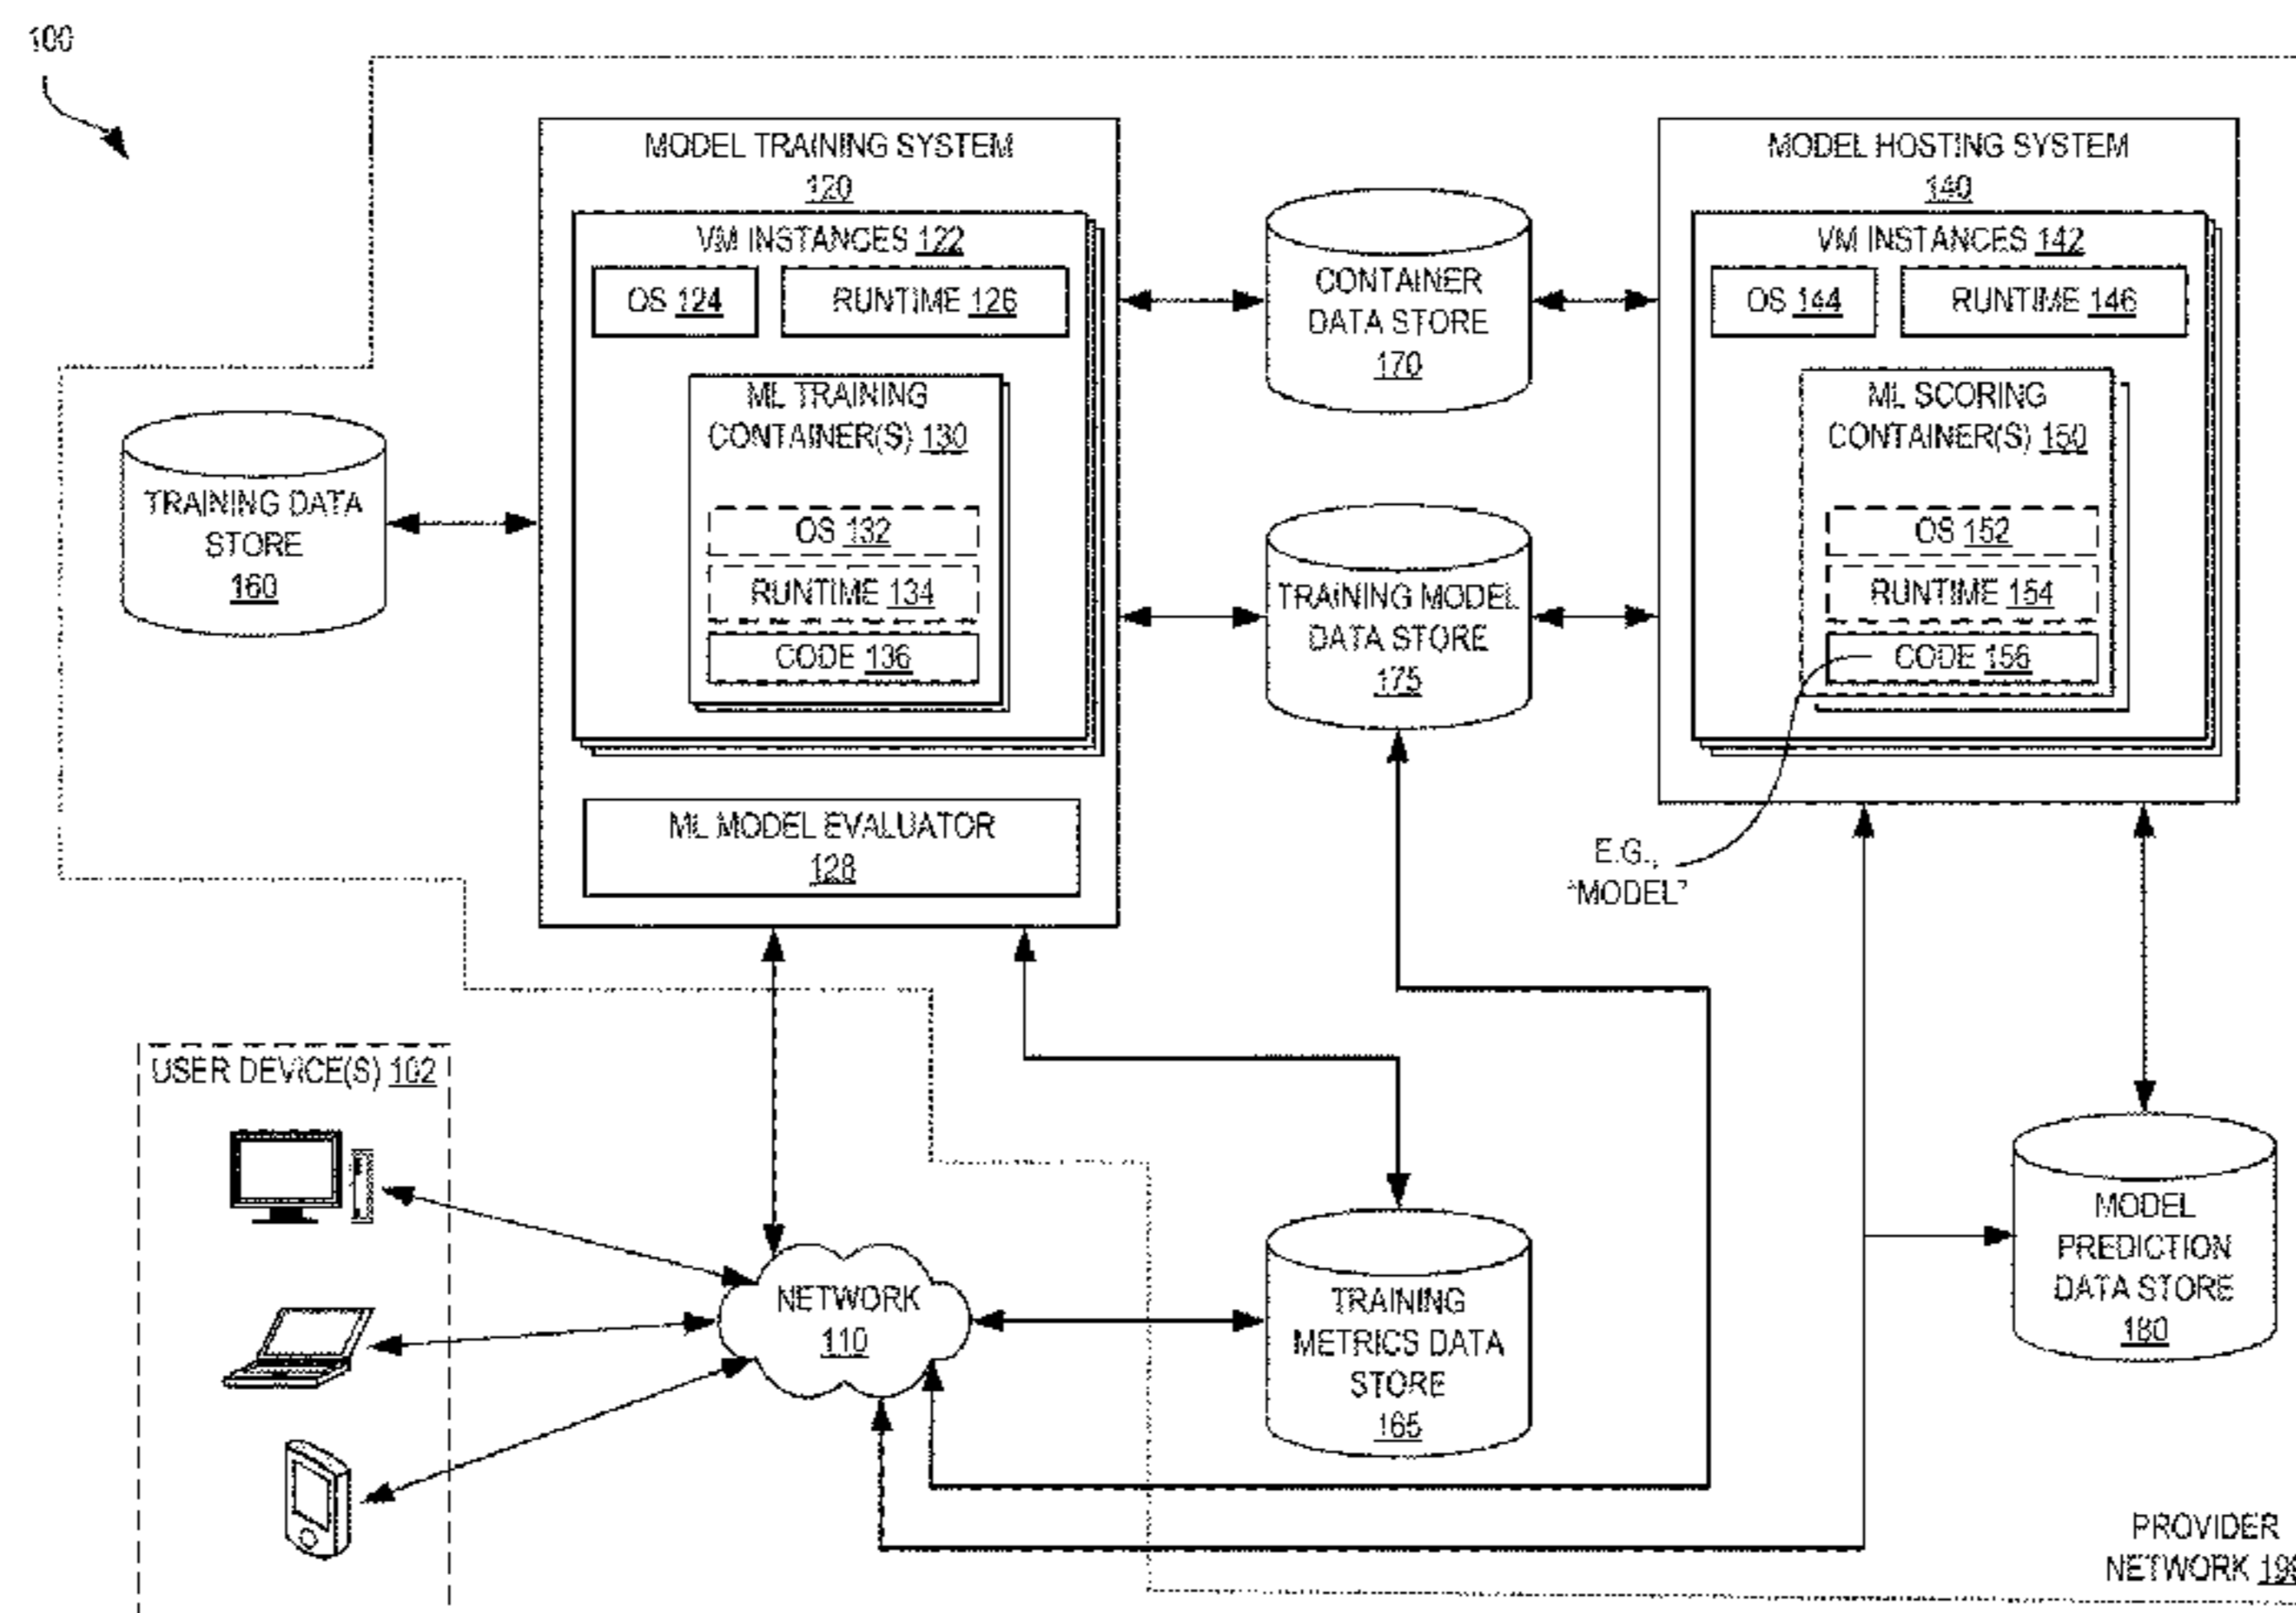 100
MODEL TRAINING SYSTEM
120
VM INSTANCES 122
OS 124
RUNTIME 126
ML TRAINING
CONTAINER(S) 130
OS 132
RUNTIME 134
CODE 136
ML MODEL EVALUATOR
128
TRAINING DATA
STORE
160
CONTAINER
DATA STORE
170
TRAINING MODEL
DATA STORE
175
MODEL HOSTING SYSTEM
140
VM INSTANCES 142
OS 144
RUNTIME 146
ML SCORING
CONTAINER(S) 150
OS 152
RUNTIME 154
CODE 156
E.G.,
"MODEL"
USER DEVICE(S) 102
NETWORK
110
TRAINING
METRICS DATA
STORE
165
MODEL
PREDICTION
DATA STORE
180
PROVIDER
NETWORK